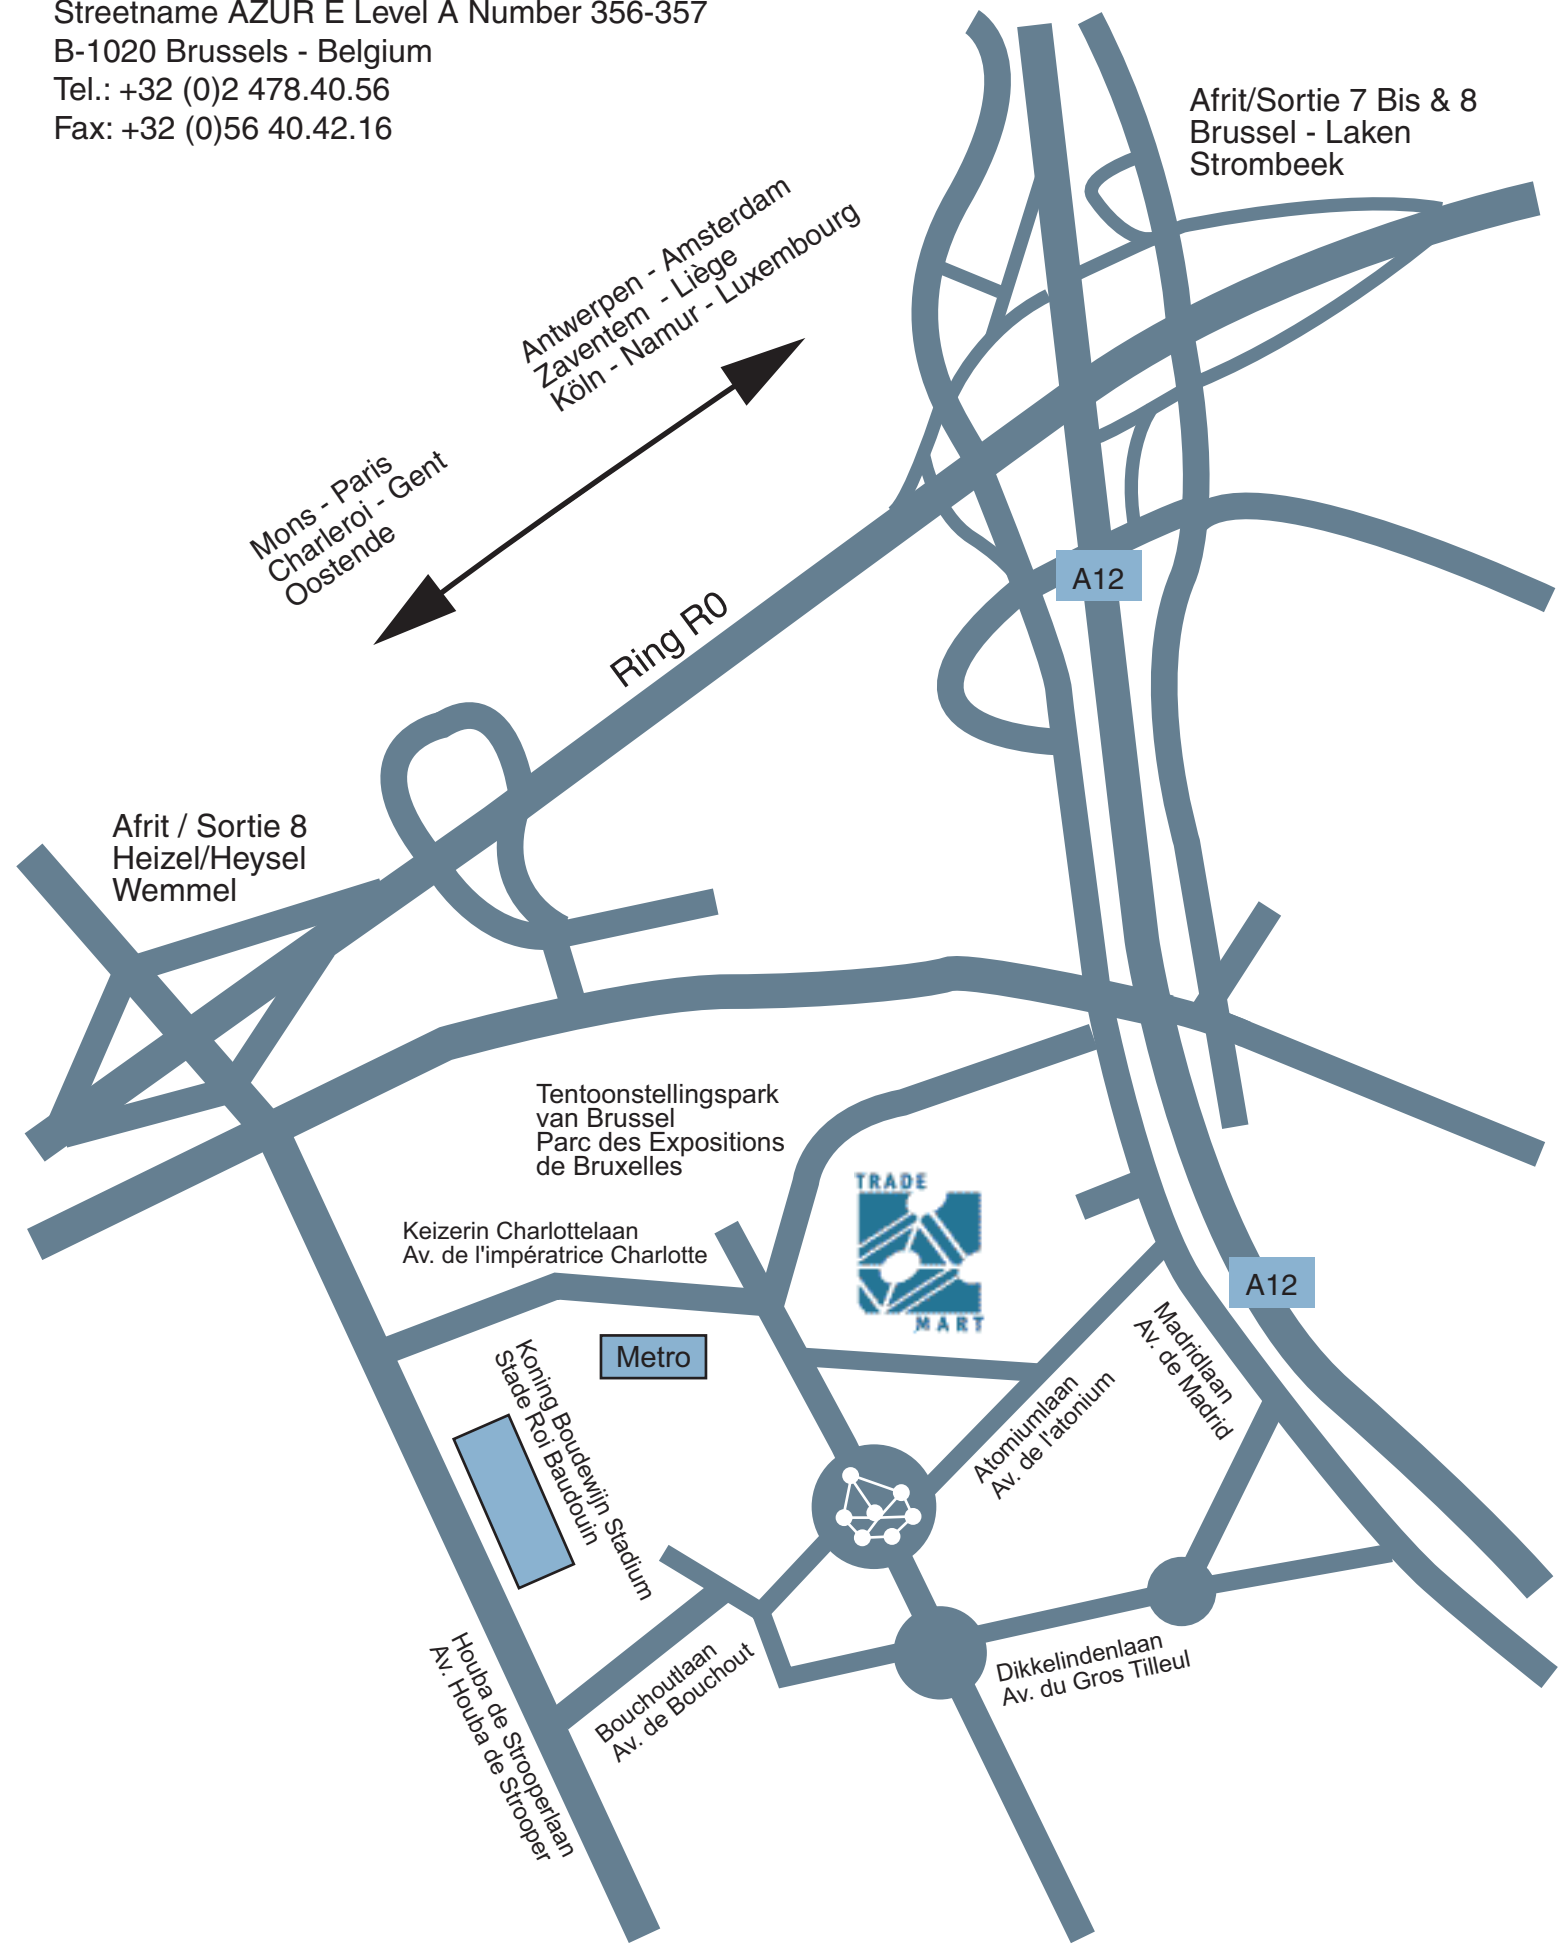 Streetname AZUR E Level A Number 356-357
B-1020 Brussels - Belgium
Tel.: +32 (0)2 478.40.56
Fax: +32 (0)56 40.42.16
Afrit/Sortie 7 Bis & 8
Brussel - Laken
Strombeek
Antwerpen - Amsterdam
Zaventem - Liège
Köln - Namur - Luxembourg
Mons - Paris
Charleroi - Gent
Oostende
A12
Ring R0
Afrit / Sortie 8
Heizel/Heysel
Wemmel
Tentoonstellingspark
van Brussel
Parc des Expositions
de Bruxelles
TRADE
MART
Keizerin Charlottelaan
Av. de l'impératrice Charlotte
A12
Metro
Madridlaan
Av. de Madrid
Koning Boudewijn Stadium
Stade Roi Baudouin
Atomiumlaan
Av. de l'atonium
Bouchoutlaan
Av. de Bouchout
Dikkelindenlaan
Av. du Gros Tilleul
Houba de Strooperlaan
Av. Houba de Strooper